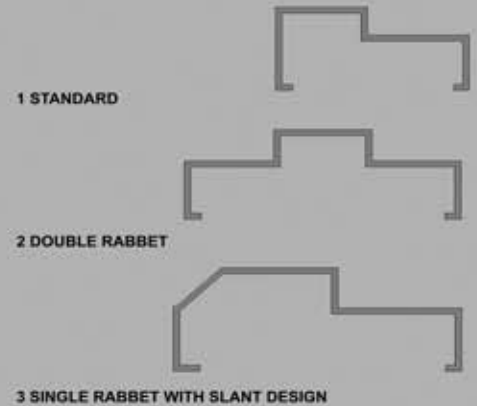 1 STANDARD
2 DOUBLE RABBET
3 SINGLE RABBET WITH SLANT DESIGN